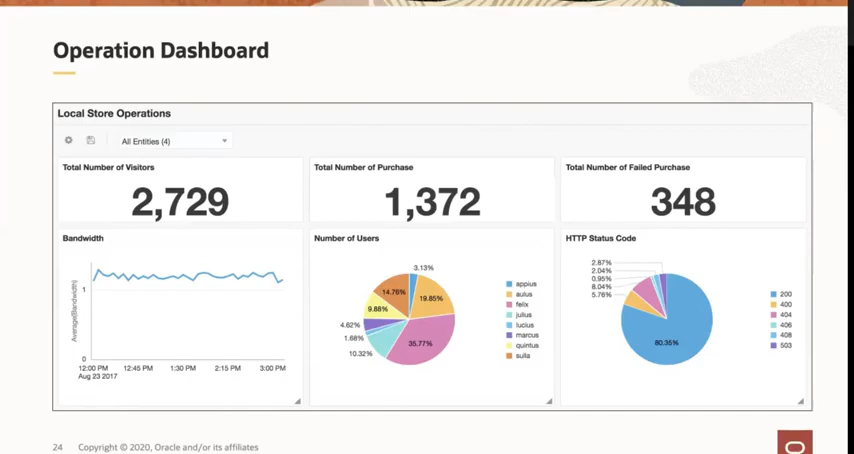 Operation Dashboard
Local Store Operations
All Entities (4)
Total Number of Visitors
2,729
Total Number of Purchase
1,372
Total Number of Failed Purchase
348
Bandwidth
Average(Bandwidth)
1
0
12:00 PM 12:45 PM 1:30 PM 2:15 PM 3:00 PM
Aug 23 2017
Number of Users
3.13%
19.85%
35.77%
10.32%
1.68%
4.62%
9.88%
14.76%
appius
aulus
felix
julius
lucius
marcus
quintus
sulla
HTTP Status Code
2.87%
2.04%
0.95%
8.04%
5.76%
80.35%
200
400
404
406
408
503
24 Copyright © 2020, Oracle and/or its affiliates